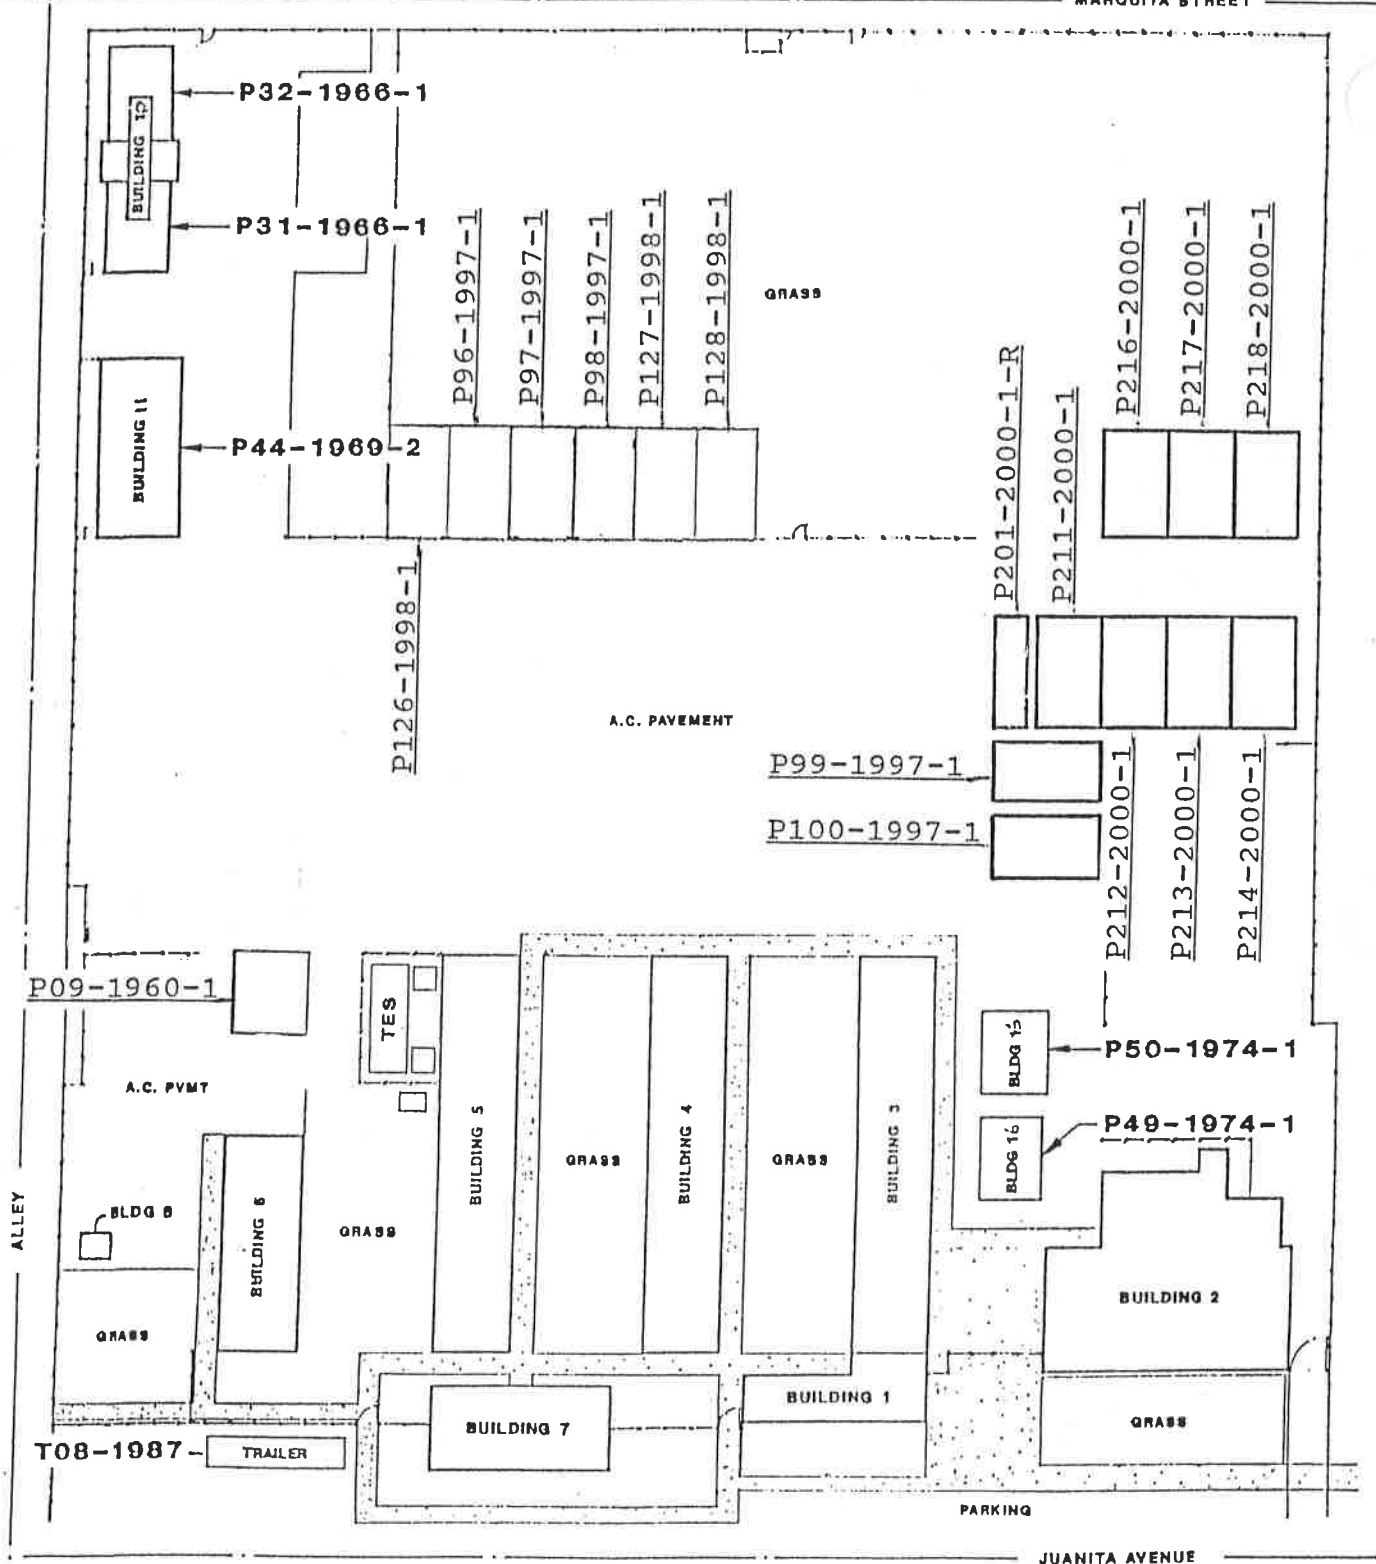 MARQUITA STREET
P32-1966-1
BUILDING 13
P31-1966-1
P96-1997-1
P97-1997-1
P98-1997-1
P127-1998-1
P128-1998-1
GRASS
P216-2000-1
P217-2000-1
P218-2000-1
P201-2000-1-R
P211-2000-1
BUILDING 11
P44-1969-2
P126-1998-1
A.C. PAVEMENT
P99-1997-1
P100-1997-1
P212-2000-1
P213-2000-1
P214-2000-1
P09-1960-1
TES
A.C. PVMT
BUILDING 5
GRASS
BUILDING 4
GRASS
BUILDING 3
BLDG 15
P50-1974-1
BLDG 16
P49-1974-1
ALLEY
BLDG 8
BUILDING 6
GRASS
GRASS
BUILDING 2
BUILDING 1
BUILDING 7
GRASS
T08-1987
TRAILER
PARKING
JUANITA AVENUE